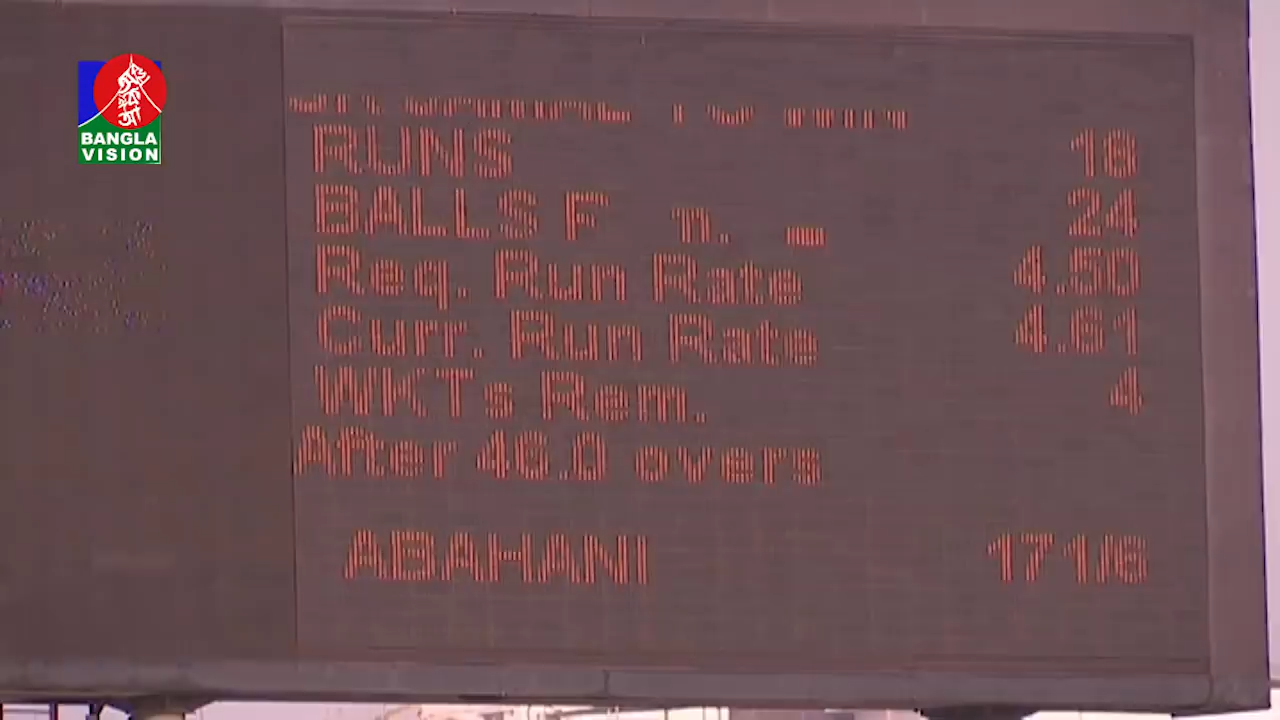 BANGLA
VISION
RUNS 18
BALLS F
24
Req. Run Rate 4.50
Curr. Run Rate 4.61
WKTs Rem. 4
After 46.0 overs
ABAHANI 171/6